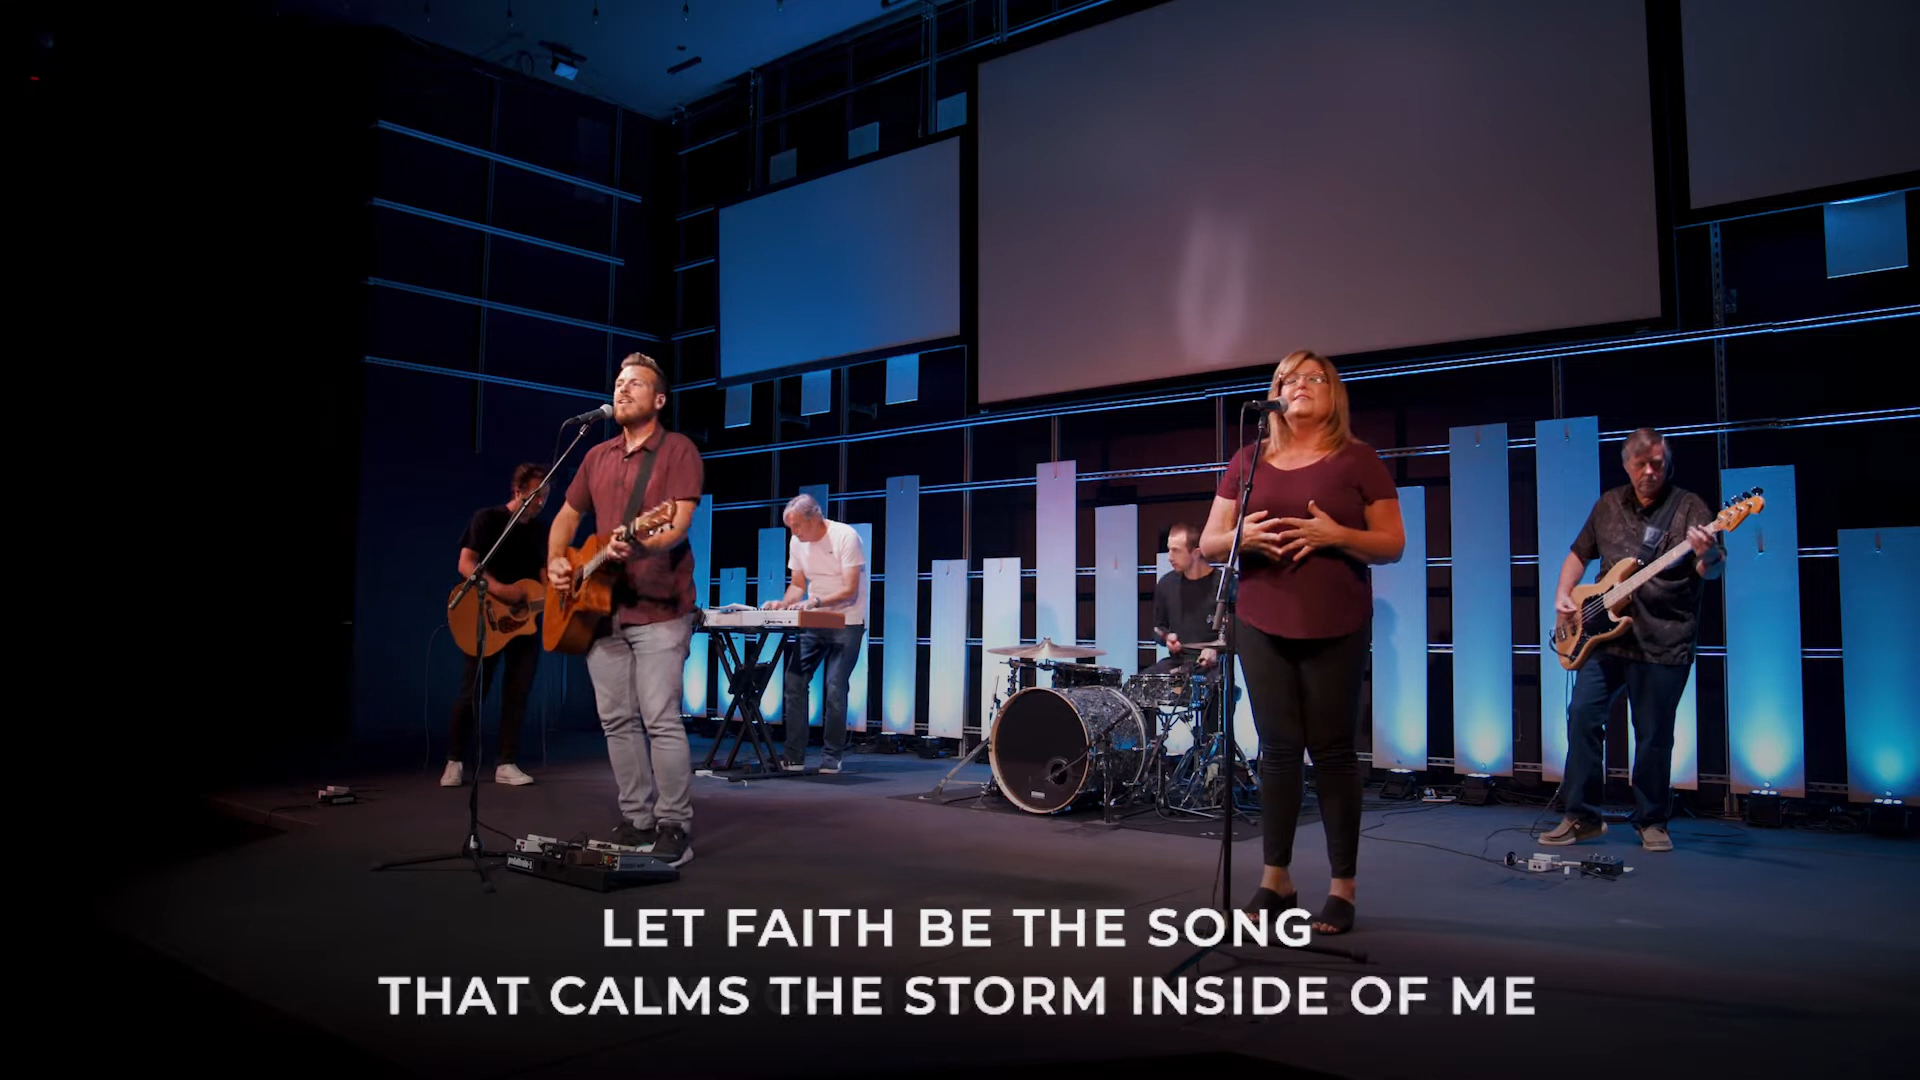 LET FAITH BE THE SONG
THAT CALMS THE STORM INSIDE OF ME